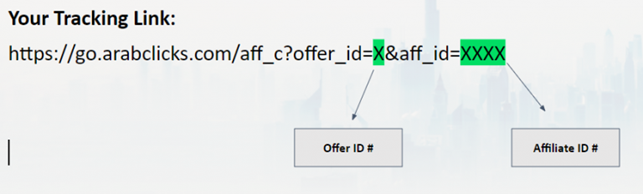 Your Tracking Link:
https://go.arabclicks.com/aff_c?offer_id=X&aff_id=XXXX
Offer ID #
Affiliate ID #